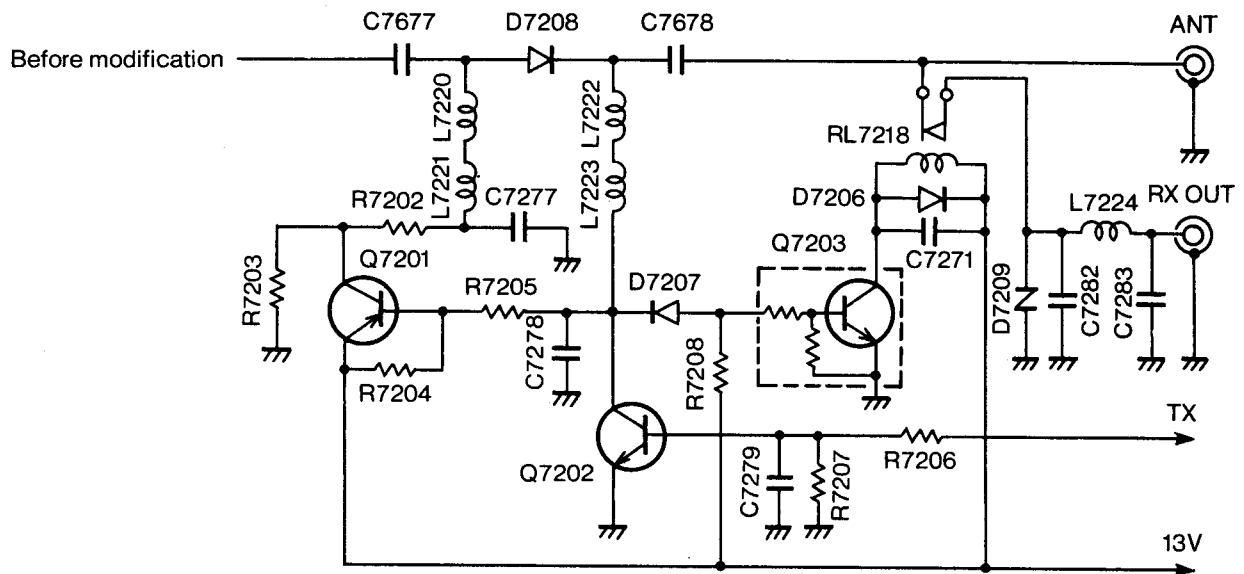 C7677
D7208
C7678
ANT
Before modification
L7220
L7222
RL7218
L7221
L7223
R7202
C7277
D7206
L7224
RX OUT
Q7201
Q7203
C7271
R7203
R7205
D7207
D7209
C7282
C7283
C7278
R7204
R7208
TX
Q7202
C7279
R7207
R7206
13V